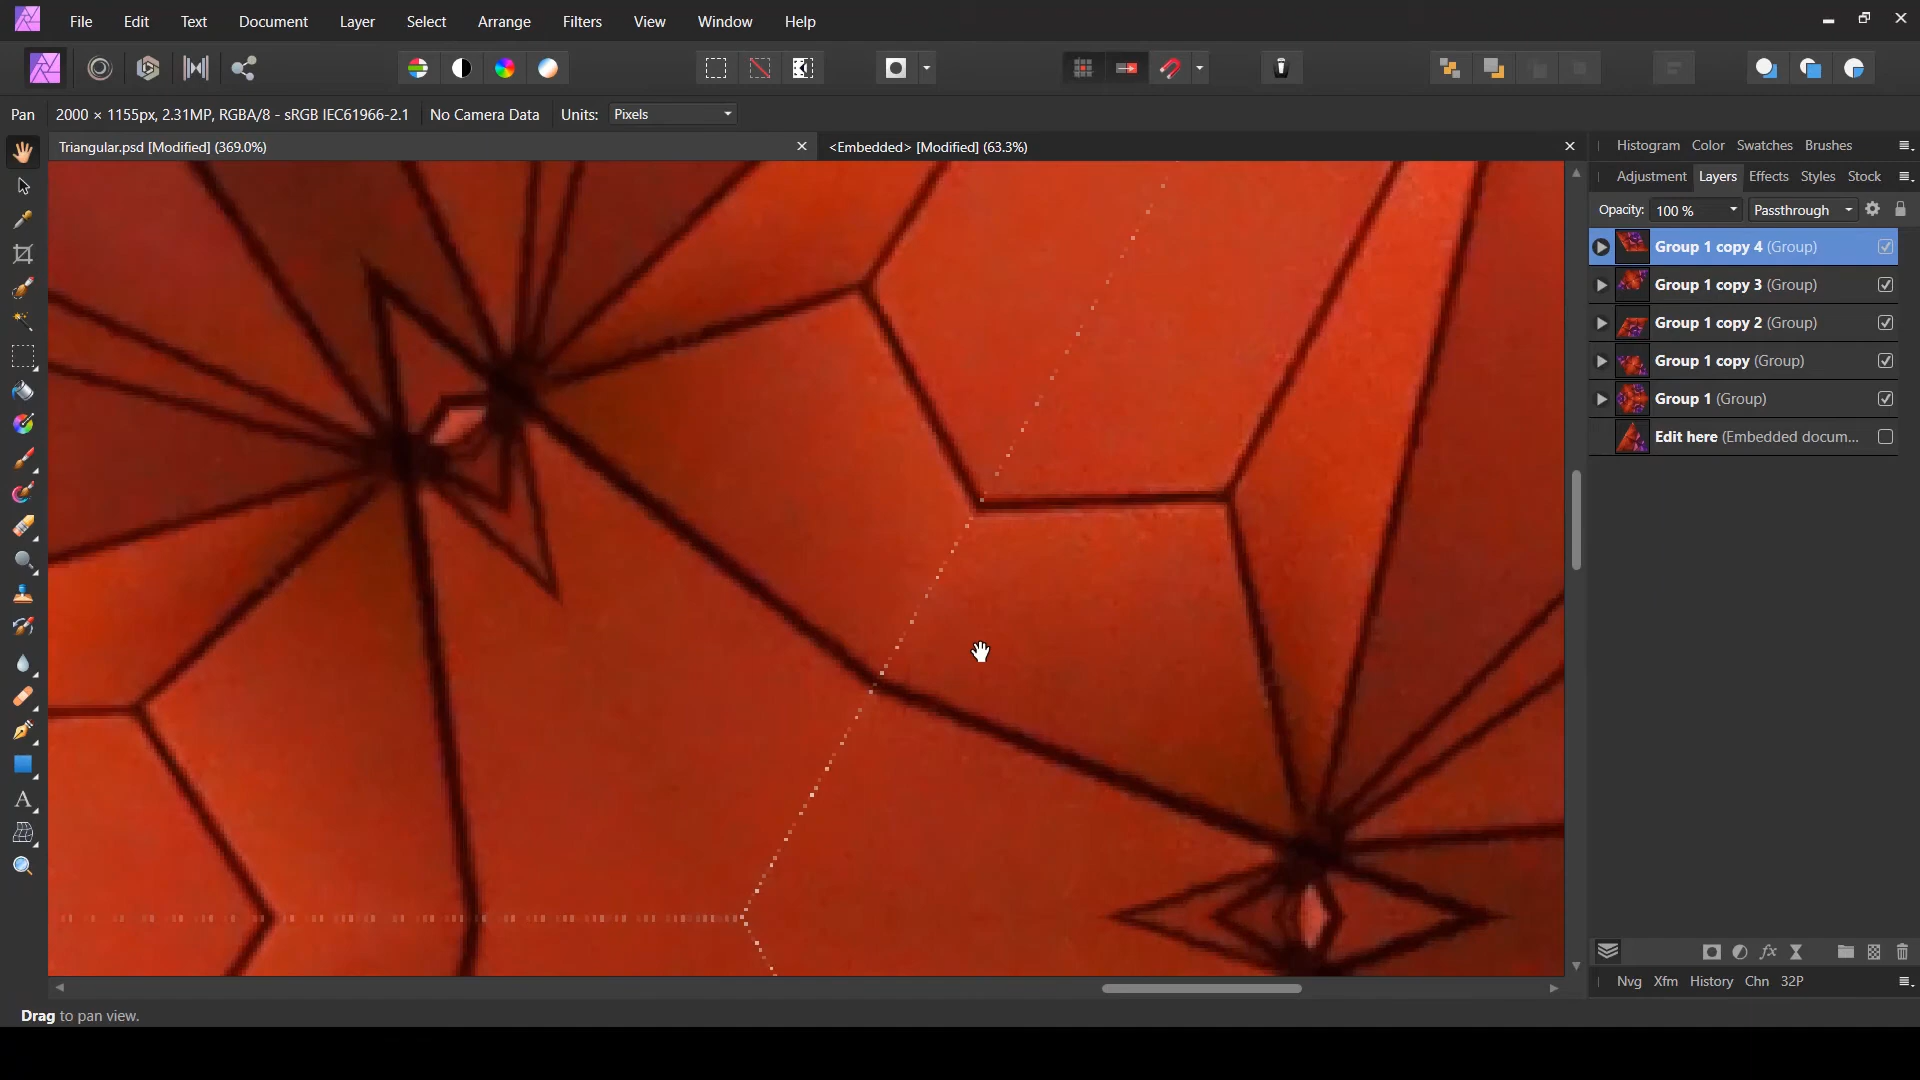 File Edit Text Document Layer Select Arrange Filters View Window Help
Pan 2000 × 1155px, 2.31MP, RGBA/8 - sRGB IEC61966-2.1 No Camera Data Units: Pixels
Triangular.psd [Modified] (369.0%) <Embedded> [Modified] (63.3%)
Histogram Color Swatches Brushes
Adjustment Layers Effects Styles Stock
Opacity: 100 % Passthrough
Group 1 copy 4 (Group)
Group 1 copy 3 (Group)
Group 1 copy 2 (Group)
Group 1 copy (Group)
Group 1 (Group)
Edit here (Embedded docum...
Nvg Xfm History Chn 32P
Drag to pan view.